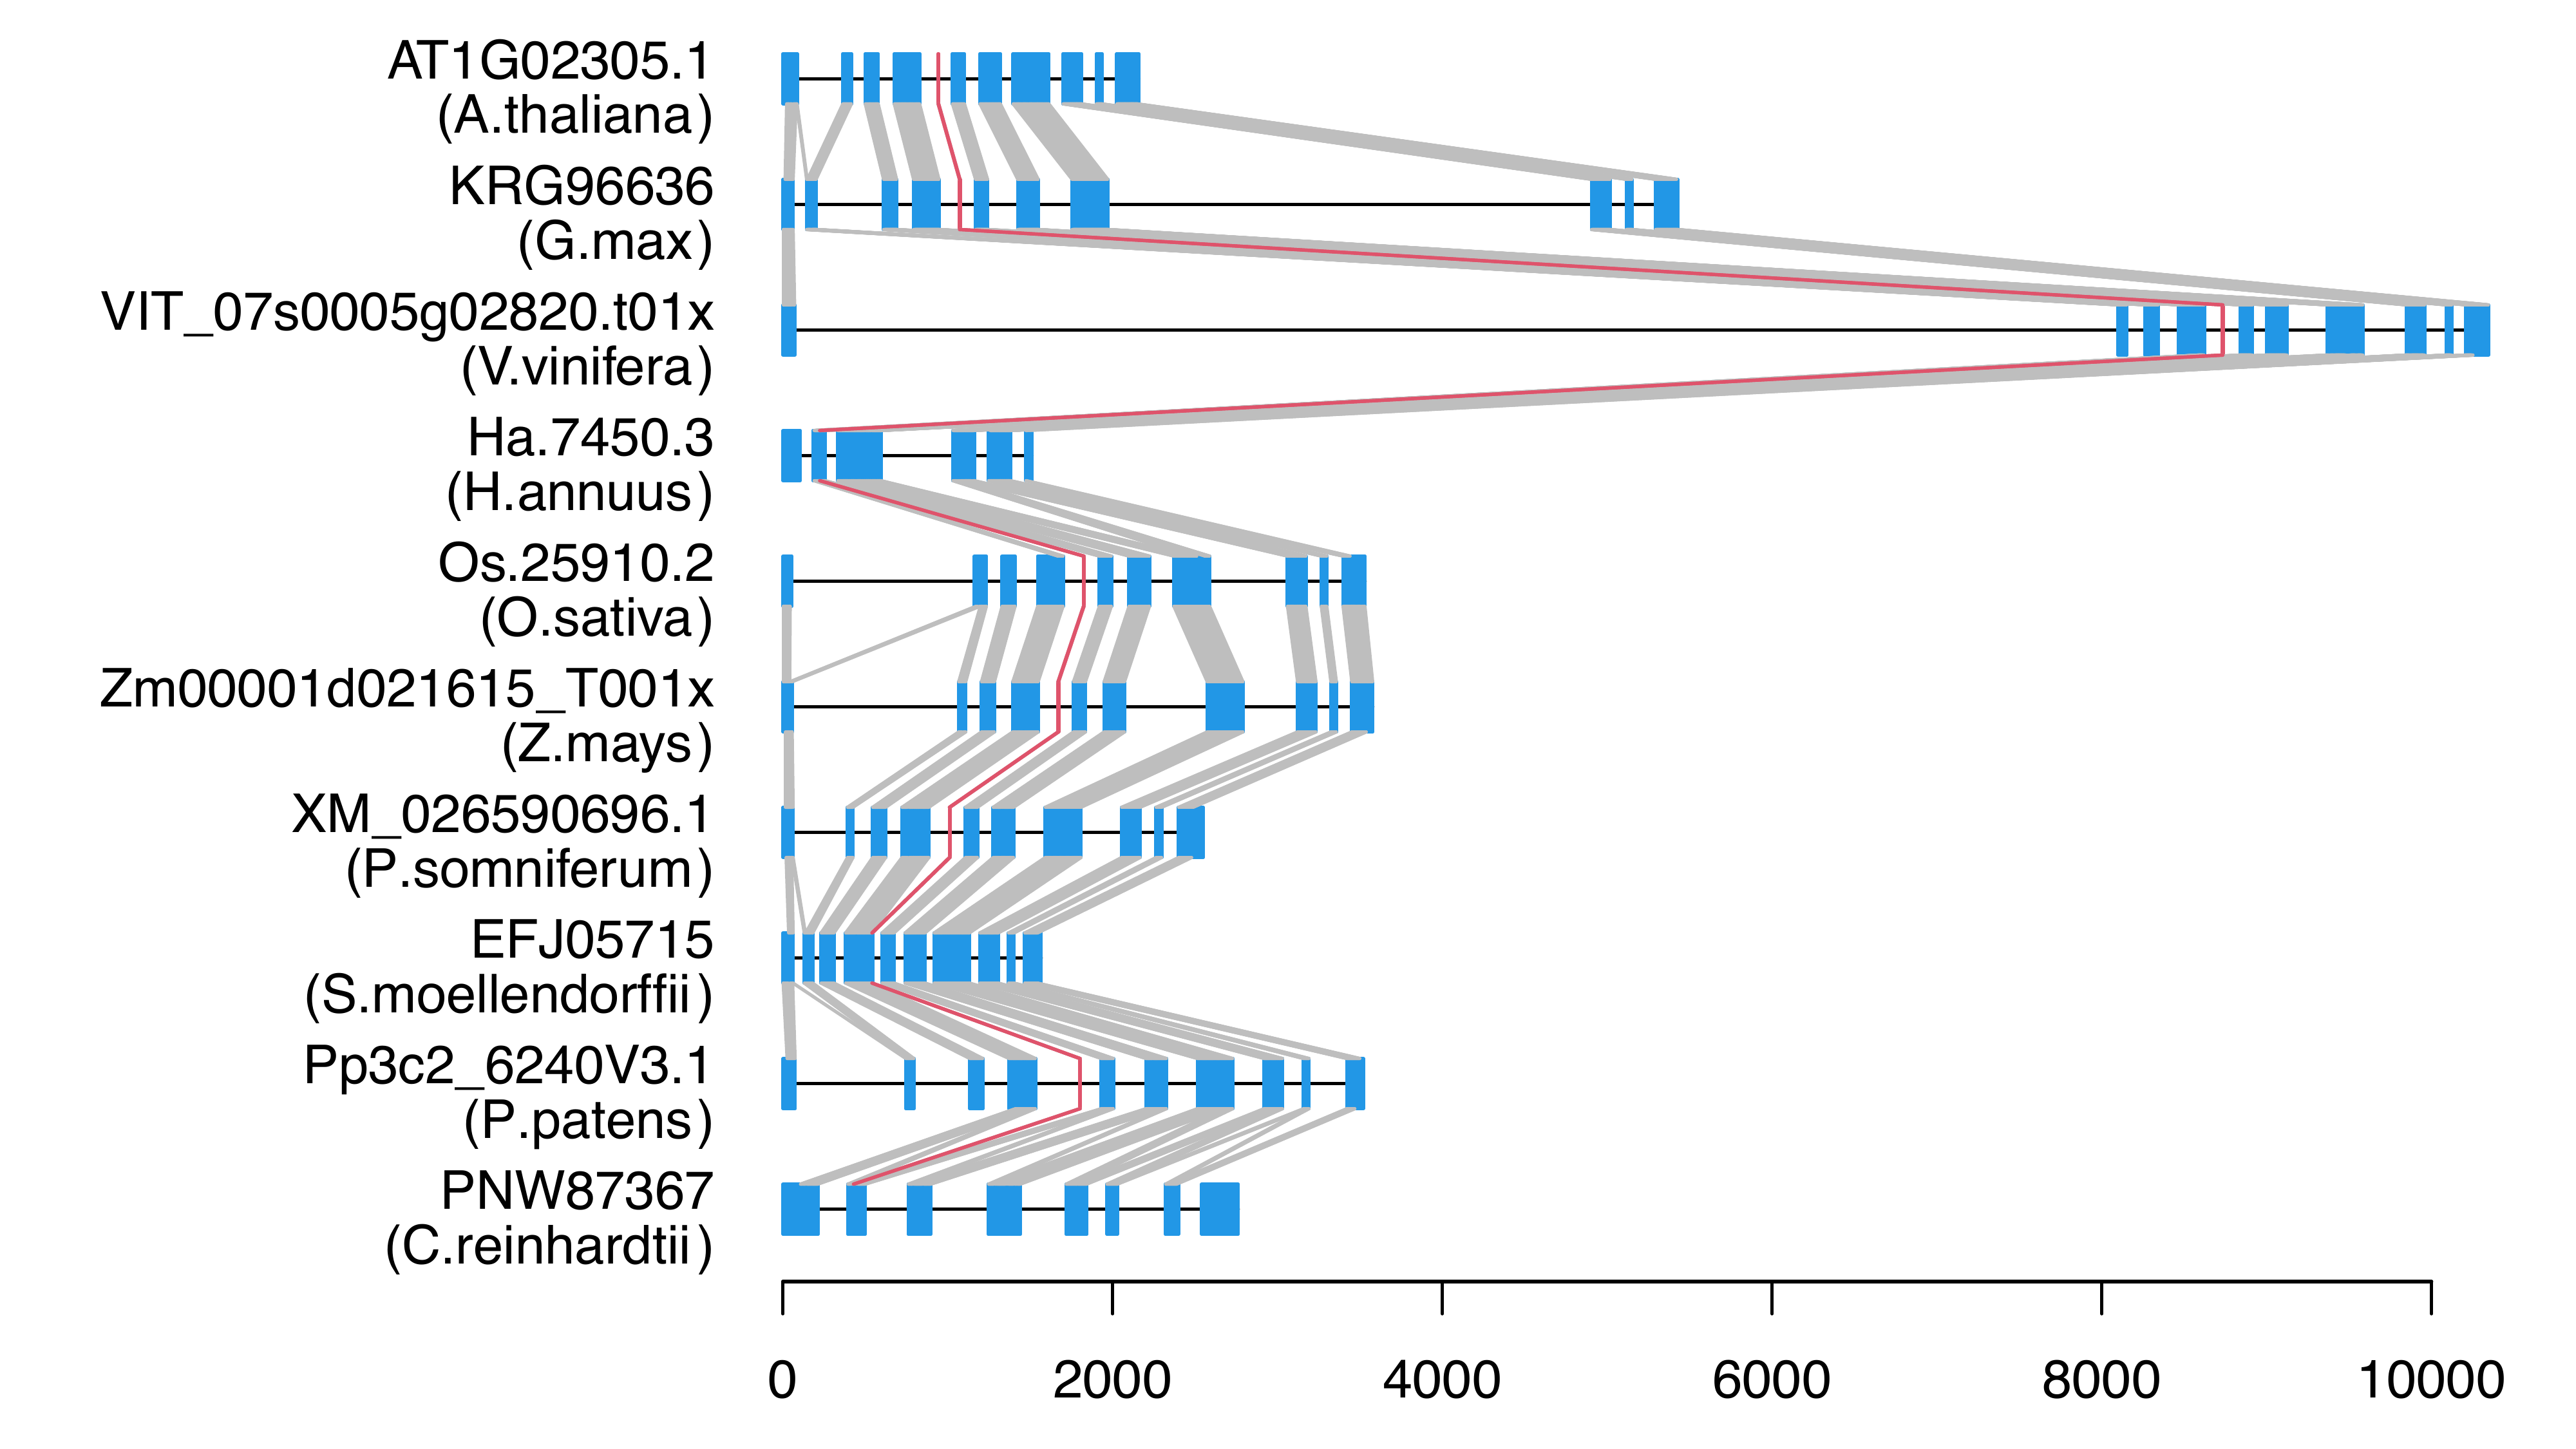 AT1G02305.1
(A.thaliana)
KRG96636
(G.max)
VIT_07s0005g02820.t01x
(V.vinifera)
Ha.7450.3
(H.annuus)
Os.25910.2
(O.sativa)
Zm00001d021615_T001x
(Z.mays)
XM_026590696.1
(P.somniferum)
EFJ05715
(S.moellendorffii)
Pp3c2_6240V3.1
(P.patens)
PNW87367
(C.reinhardtii)
0 2000 4000 6000 8000 10000